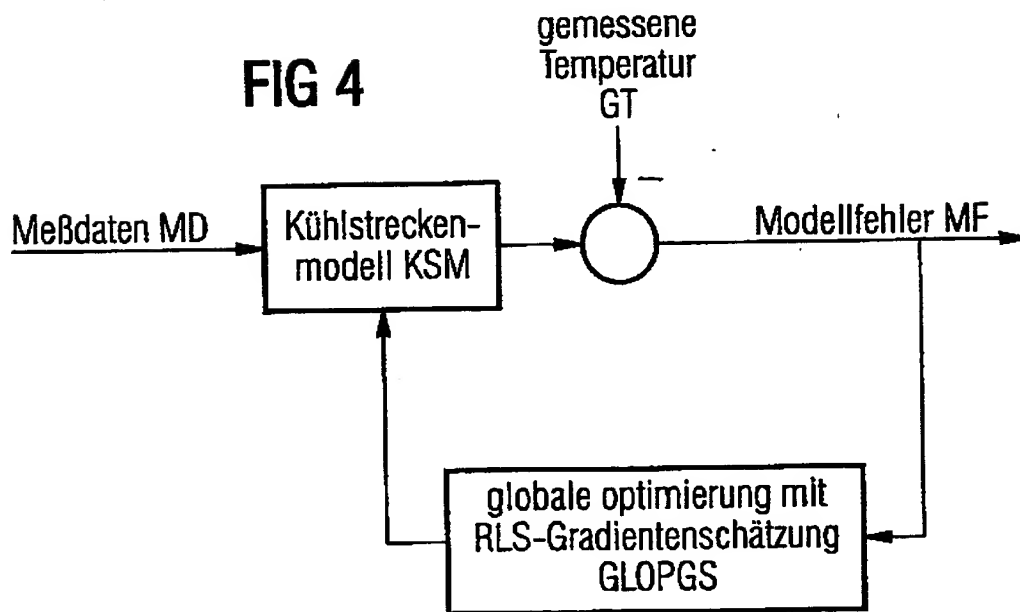 FIG 4
gemessene
Temperatur
GT
–
Meßdaten MD
Kühlstrecken-
modell KSM
Modellfehler MF
globale optimierung mit
RLS-Gradientenschätzung
GLOPGS